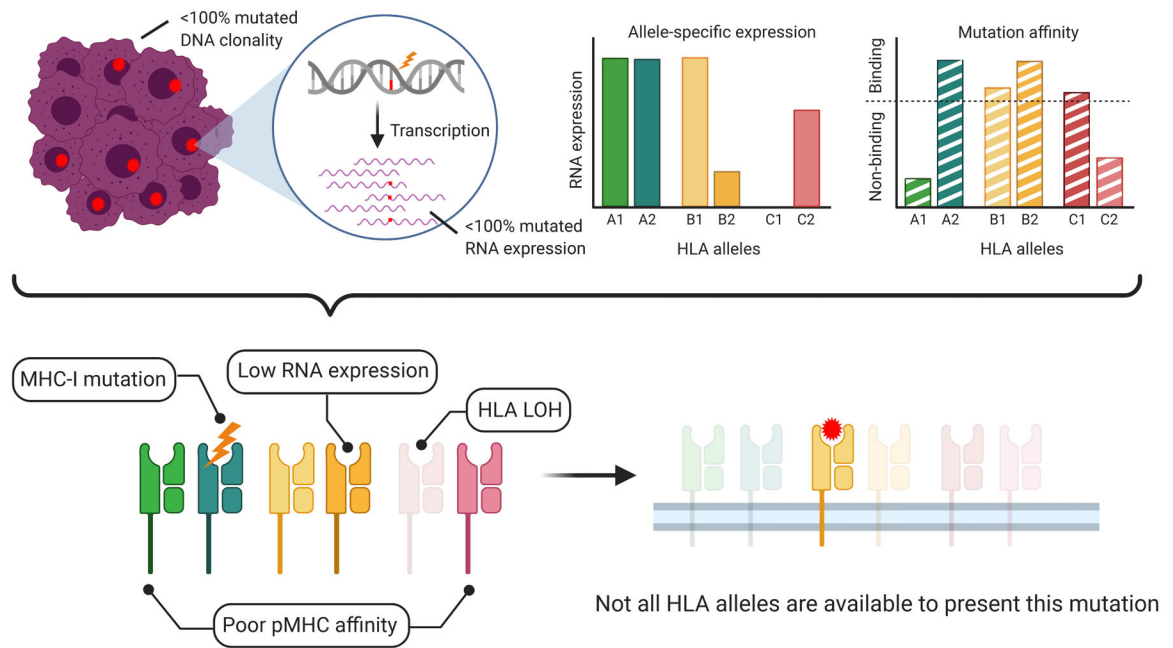 <100% mutated
DNA clonality
Transcription
<100% mutated
RNA expression
Allele-specific expression
RNA expression
A1 A2 B1 B2 C1 C2
HLA alleles
Mutation affinity
Non-binding Binding
A1 A2 B1 B2 C1 C2
HLA alleles
MHC-I mutation
Low RNA expression
HLA LOH
Poor pMHC affinity
Not all HLA alleles are available to present this mutation